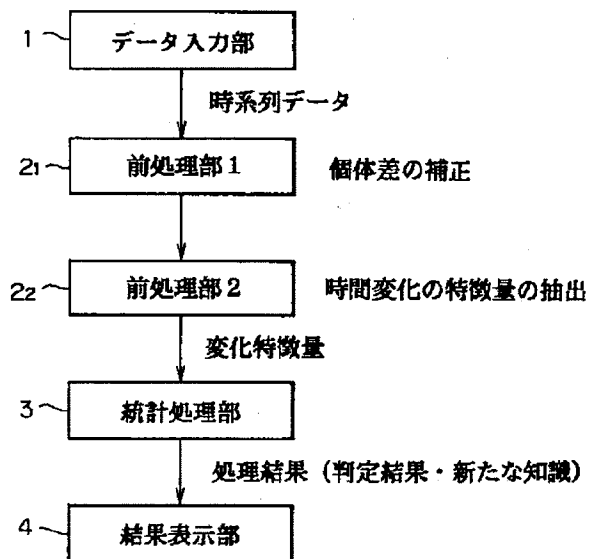 1 データ入力部
時系列データ
21 前処理部1 個体差の補正
22 前処理部2 時間変化の特徴量の抽出
変化特徴量
3 統計処理部
処理結果（判定結果・新たな知識）
4 結果表示部